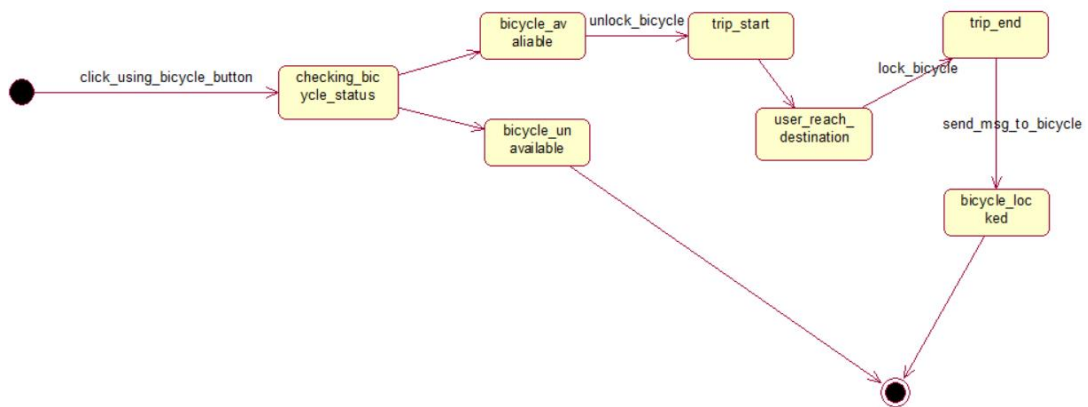 click_using_bicycle_button
checking_bic
ycle_status
bicycle_av
aliable
unlock_bicycle
trip_start
trip_end
bicycle_un
available
user_reach_
destination
lock_bicycle
send_msg_to_bicycle
bicycle_loc
ked